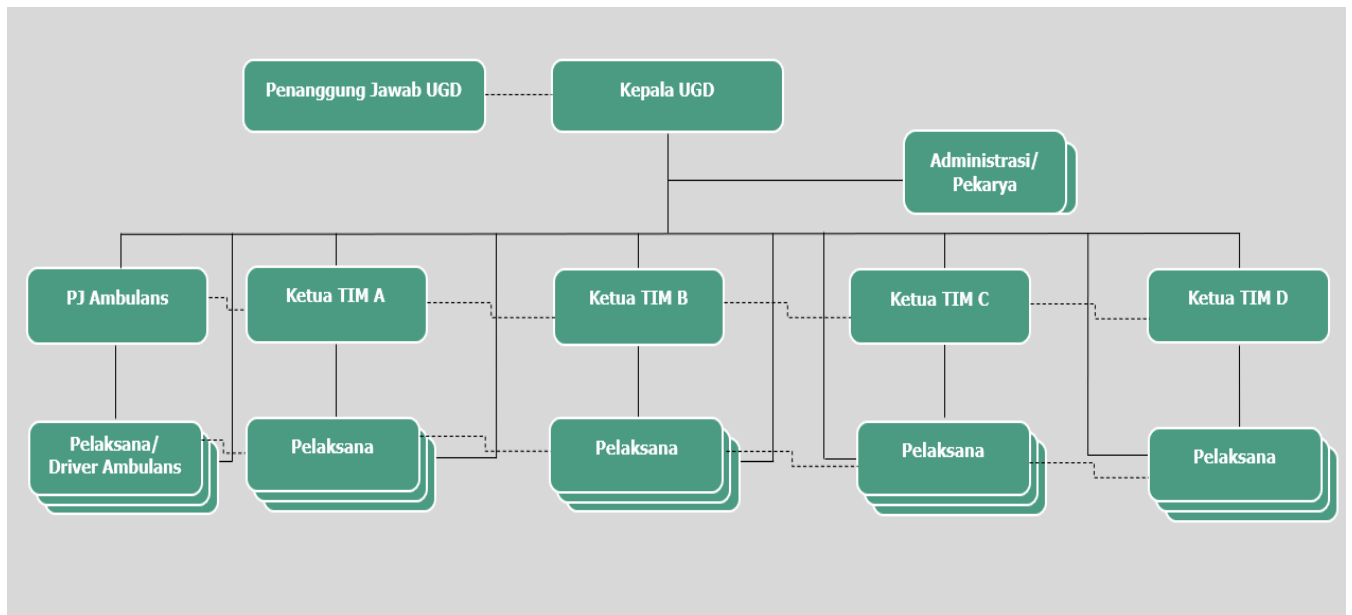 Penanggung Jawab UGD
Kepala UGD
Administrasi/
Pekarya
PJ Ambulans
Ketua TIM A
Ketua TIM B
Ketua TIM C
Ketua TIM D
Pelaksana/
Driver Ambulans
Pelaksana
Pelaksana
Pelaksana
Pelaksana